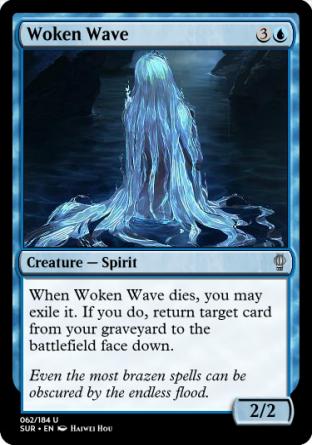 Woken Wave 3
Creature — Spirit
When Woken Wave dies, you may
exile it. If you do, return target card
from your graveyard to the
battlefield face down.
Even the most brazen spells can be
obscured by the endless flood.
2/2
062/184 U
SUR • EN Haiwei Hou